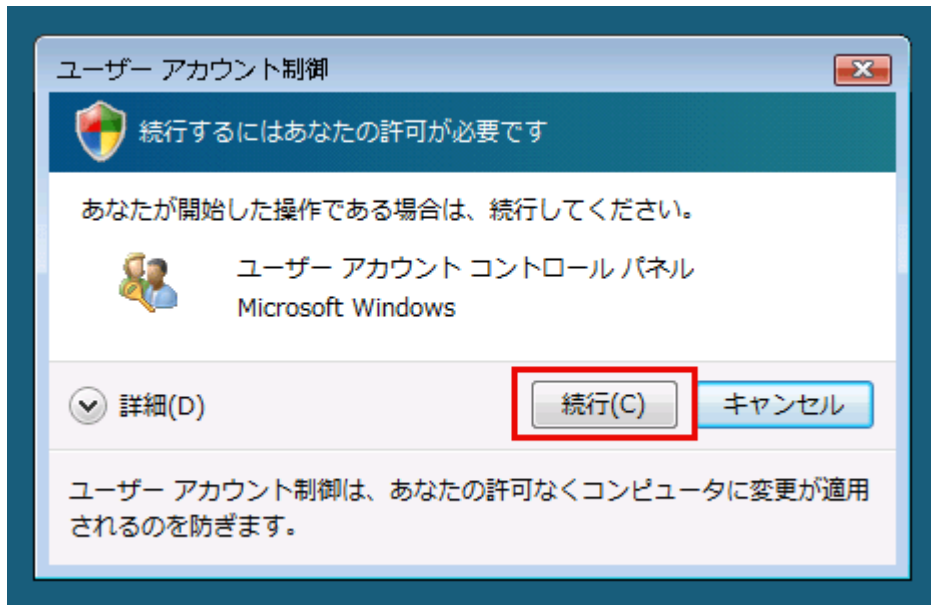 ユーザー アカウント制御
続行するにはあなたの許可が必要です
あなたが開始した操作である場合は、続行してください。
ユーザー アカウント コントロール パネル
Microsoft Windows
詳細(D)
続行(C)
キャンセル
ユーザー アカウント制御は、あなたの許可なくコンピュータに変更が適用
されるのを防ぎます。